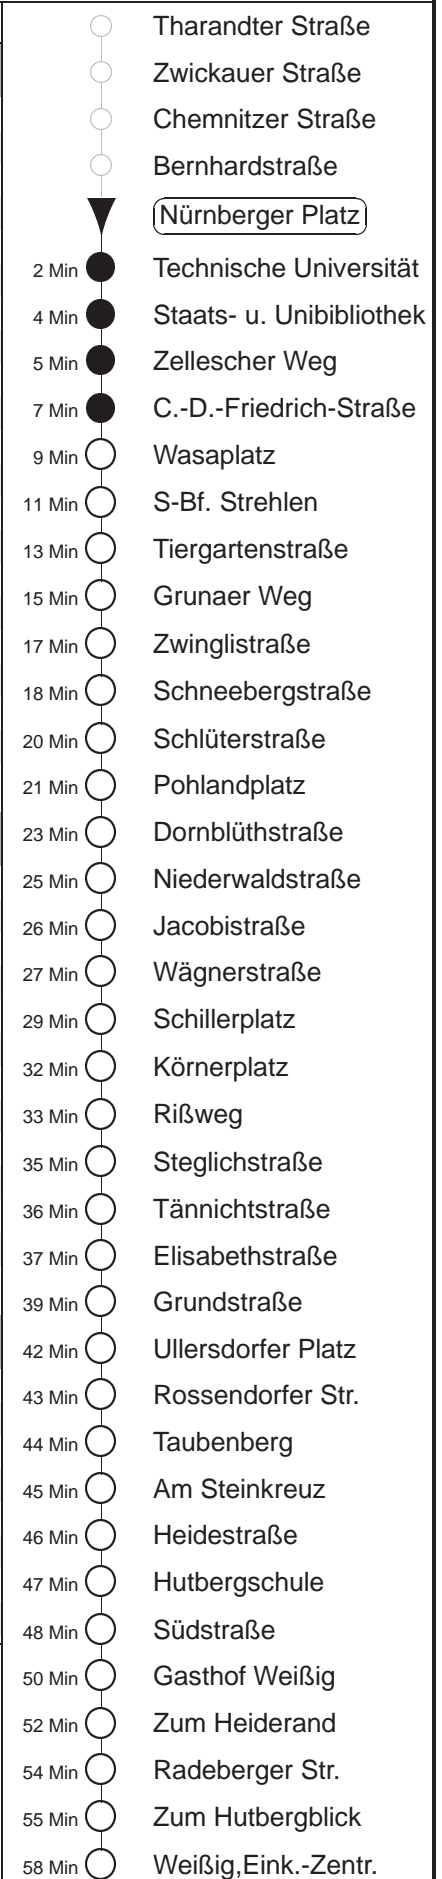 Tharandter Straße
Zwickauer Straße
Chemnitzer Straße
Bernhardstraße
Nürnberger Platz
2 Min Technische Universität
4 Min Staats- u. Unibibliothek
5 Min Zellescher Weg
7 Min C.-D.-Friedrich-Straße
9 Min Wasaplatz
11 Min S-Bf. Strehlen
13 Min Tiergartenstraße
15 Min Grunaer Weg
17 Min Zwinglistraße
18 Min Schneebergstraße
20 Min Schlüterstraße
21 Min Pohlandplatz
23 Min Dornblüthstraße
25 Min Niederwaldstraße
26 Min Jacobistraße
27 Min Wägnerstraße
29 Min Schillerplatz
32 Min Körnerplatz
33 Min Rißweg
35 Min Steglichstraße
36 Min Tännichtstraße
37 Min Elisabethstraße
39 Min Grundstraße
42 Min Ullersdorfer Platz
43 Min Rossendorfer Str.
44 Min Taubenberg
45 Min Am Steinkreuz
46 Min Heidestraße
47 Min Hutbergschule
48 Min Südstraße
50 Min Gasthof Weißig
52 Min Zum Heiderand
54 Min Radeberger Str.
55 Min Zum Hutbergblick
58 Min Weißig,Eink.-Zentr.